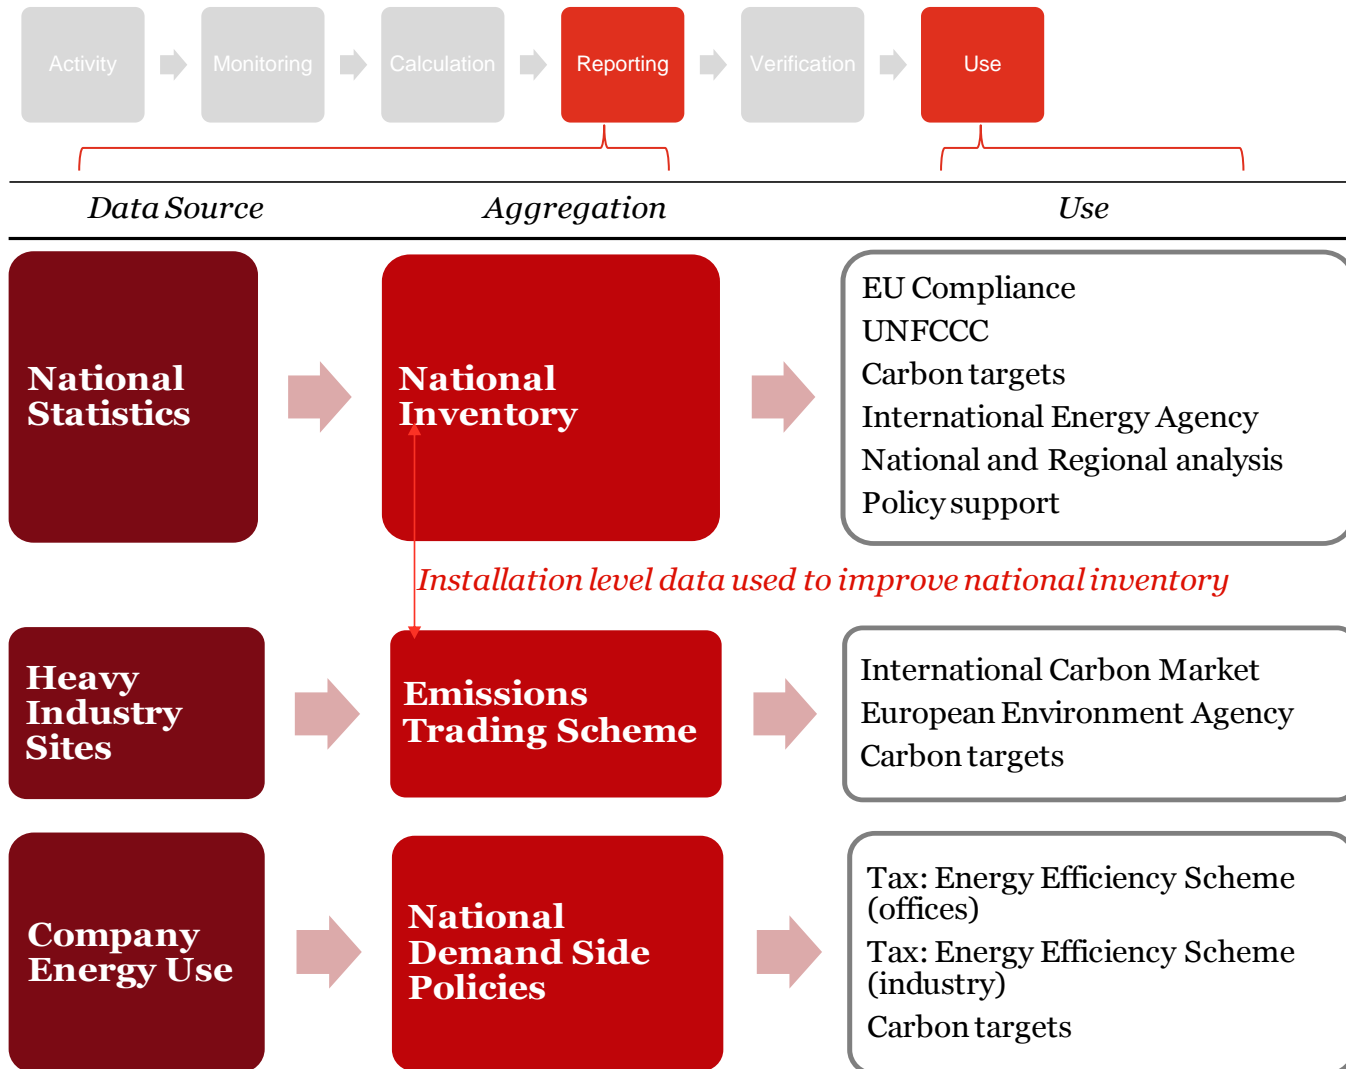 Activity
Monitoring
Calculation
Reporting
Verification
Use
Data Source
Aggregation
Use
National
Statistics
National
Inventory
EU Compliance
UNFCCC
Carbon targets
International Energy Agency
National and Regional analysis
Policy support
Installation level data used to improve national inventory
Heavy
Industry
Sites
Emissions
Trading Scheme
International Carbon Market
European Environment Agency
Carbon targets
Company
Energy Use
National
Demand Side
Policies
Tax: Energy Efficiency Scheme
(offices)
Tax: Energy Efficiency Scheme
(industry)
Carbon targets